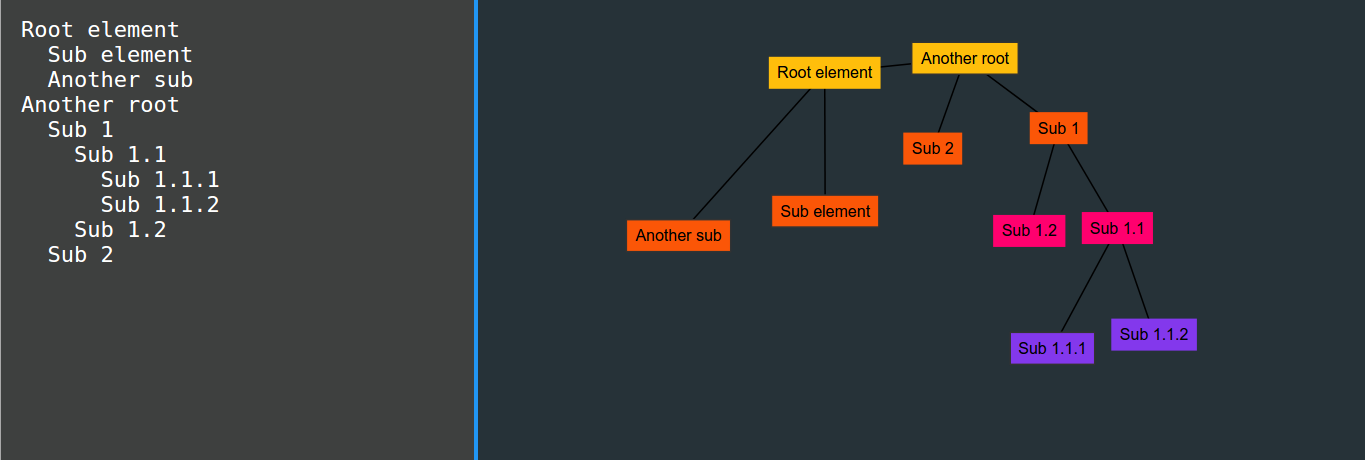 Root element
Sub element
Another sub
Another root
Sub 1
Sub 1.1
Sub 1.1.1
Sub 1.1.2
Sub 1.2
Sub 2
Another root
Root element
Sub 1
Sub 2
Sub element
Another sub
Sub 1.2
Sub 1.1
Sub 1.1.1
Sub 1.1.2